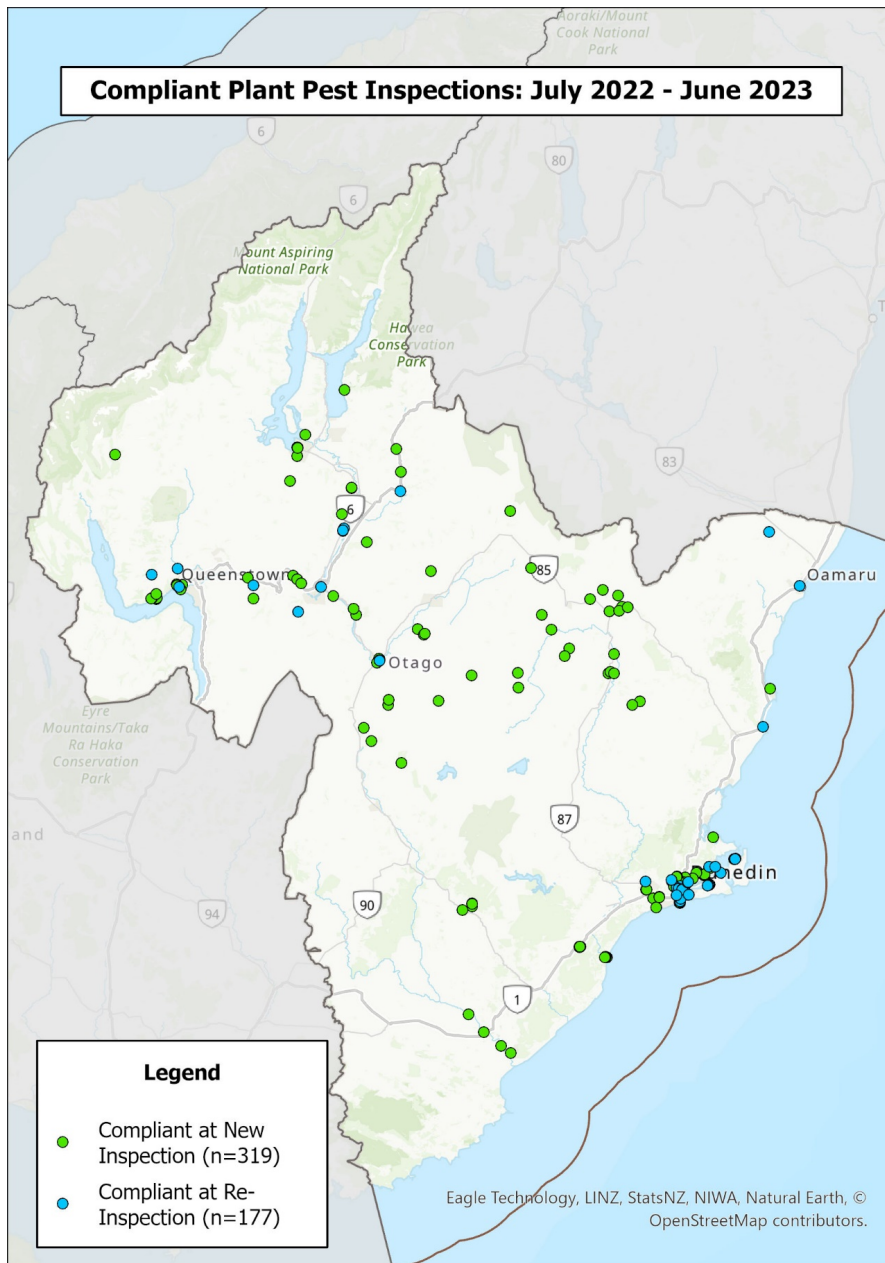 Aoraki/Mount
Cook National
Park
Compliant Plant Pest Inspections: July 2022 - June 2023
6
80
6
Mount Aspiring
National Park
Hawea
Conservation
Park
83
6
85
Queenstown
Oamaru
Otago
Eyre
Mountains/Taka
Ra Haka
Conservation
Park
87
94
90
1
Legend
Compliant at New
Inspection (n=319)
Compliant at Re-
Inspection (n=177)
Eagle Technology, LINZ, StatsNZ, NIWA, Natural Earth, ©
OpenStreetMap contributors.